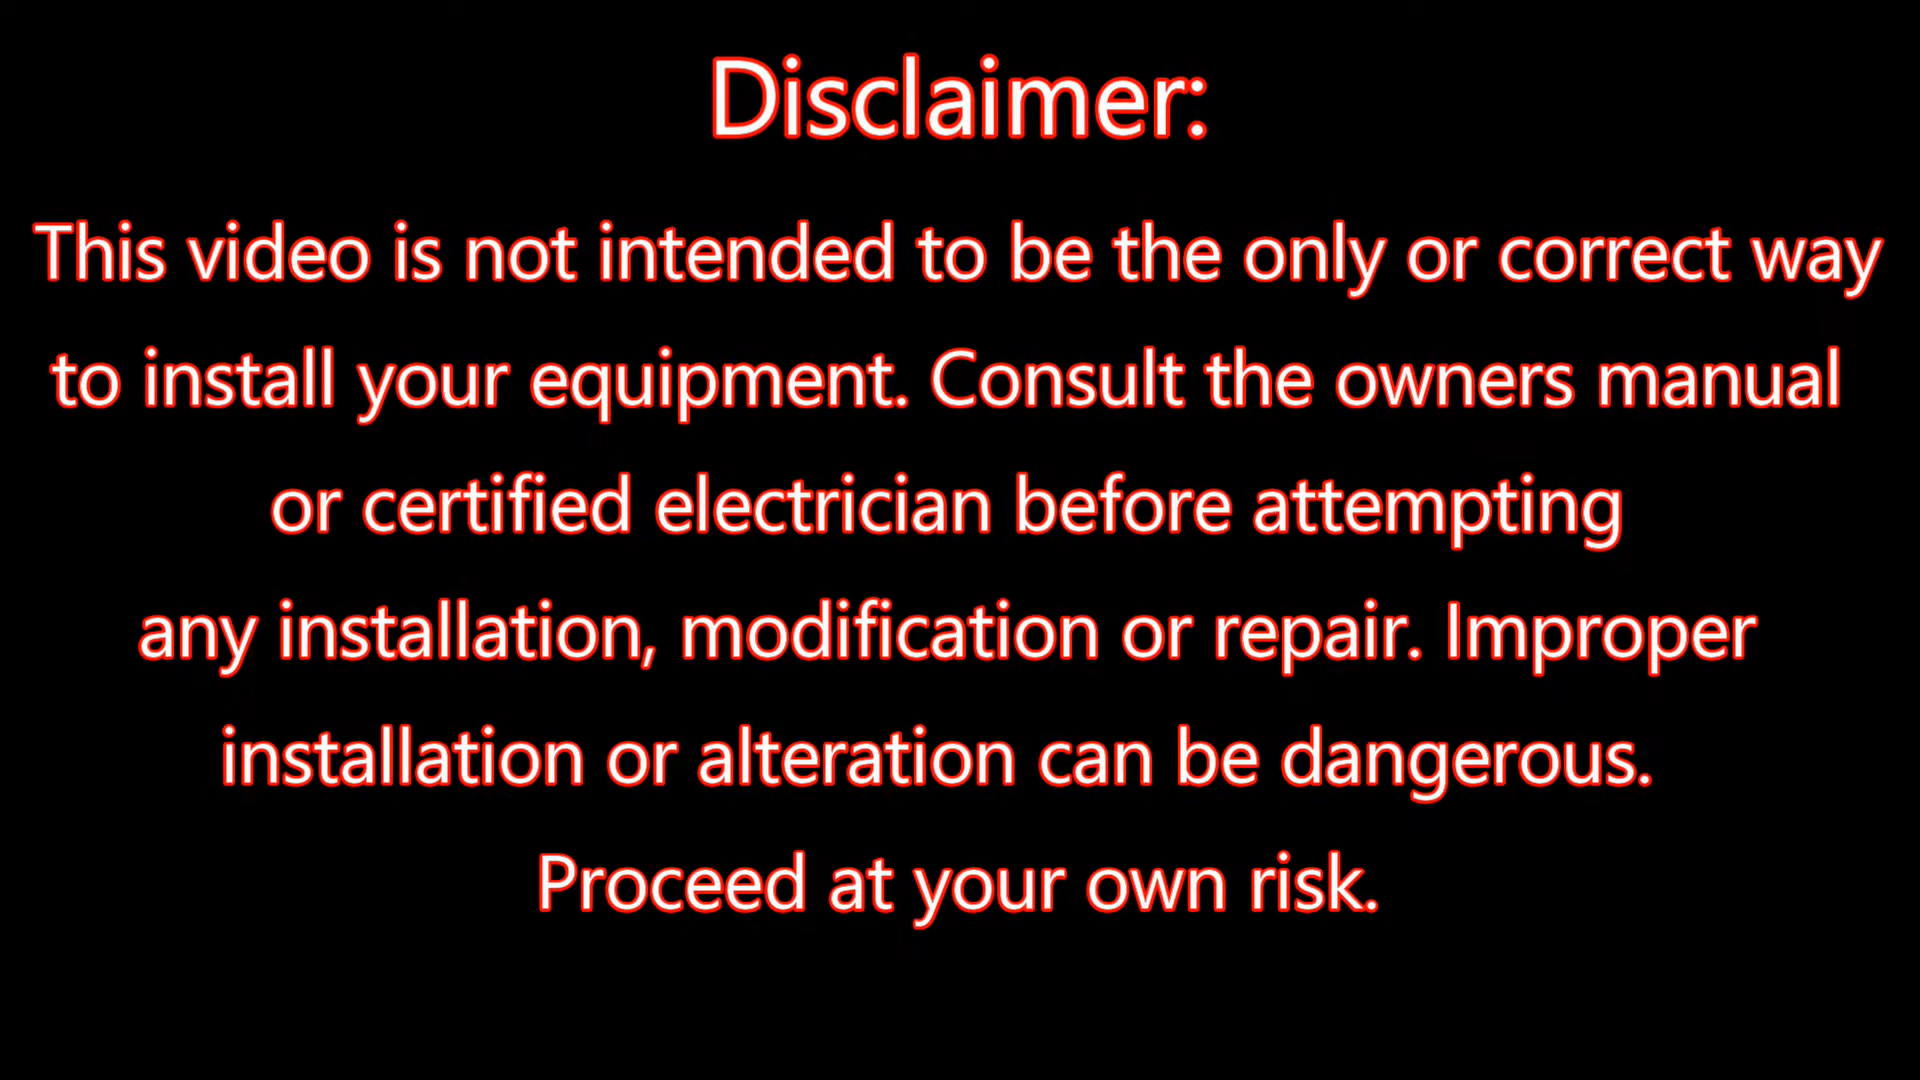 Disclaimer:
This video is not intended to be the only or correct way
to install your equipment. Consult the owners manual
or certified electrician before attempting
any installation, modification or repair. Improper
installation or alteration can be dangerous.
Proceed at your own risk.